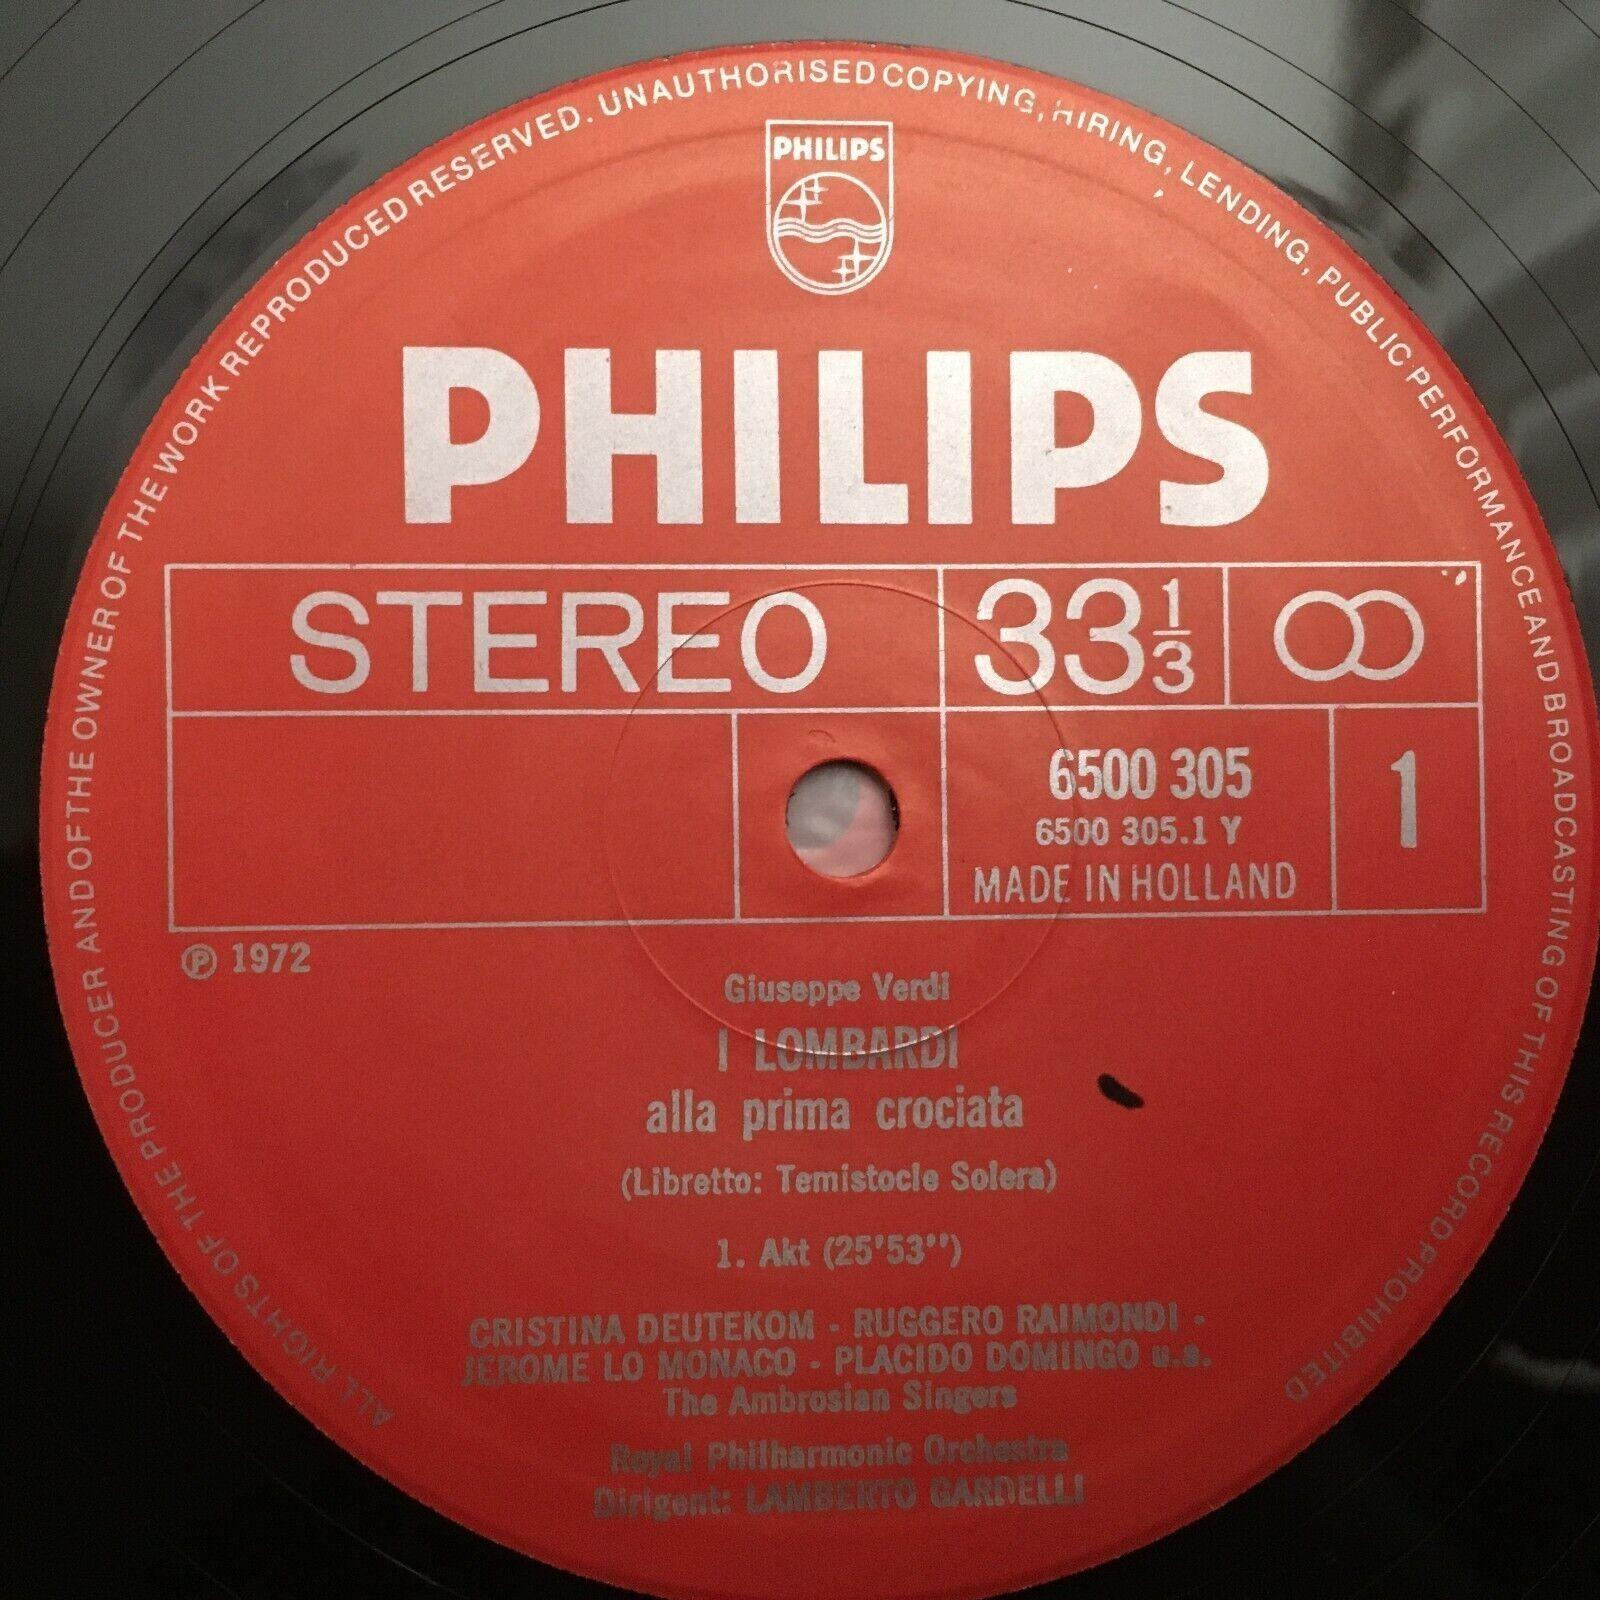 ALL RIGHTS OF THE PRODUCER AND OF THE OWNER OF THE WORK REPRODUCED RESERVED. UNAUTHORISED COPYING, HIRING, LENDING, PUBLIC PERFORMANCE AND BROADCASTING OF THIS RECORD PROHIBITED
PHILIPS
PHILIPS
STEREO 33 1/3
6500 305 1
6500 305.1 Y
MADE IN HOLLAND
℗ 1972
Giuseppe Verdi
I LOMBARDI
alla prima crociata
(Libretto: Temistocle Solera)
1. Akt (25'53'')
CRISTINA DEUTEKOM - RUGGERO RAIMONDI -
JEROME LO MONACO - PLACIDO DOMINGO u.a.
The Ambrosian Singers
Royal Philharmonic Orchestra
Dirigent: LAMBERTO GARDELLI